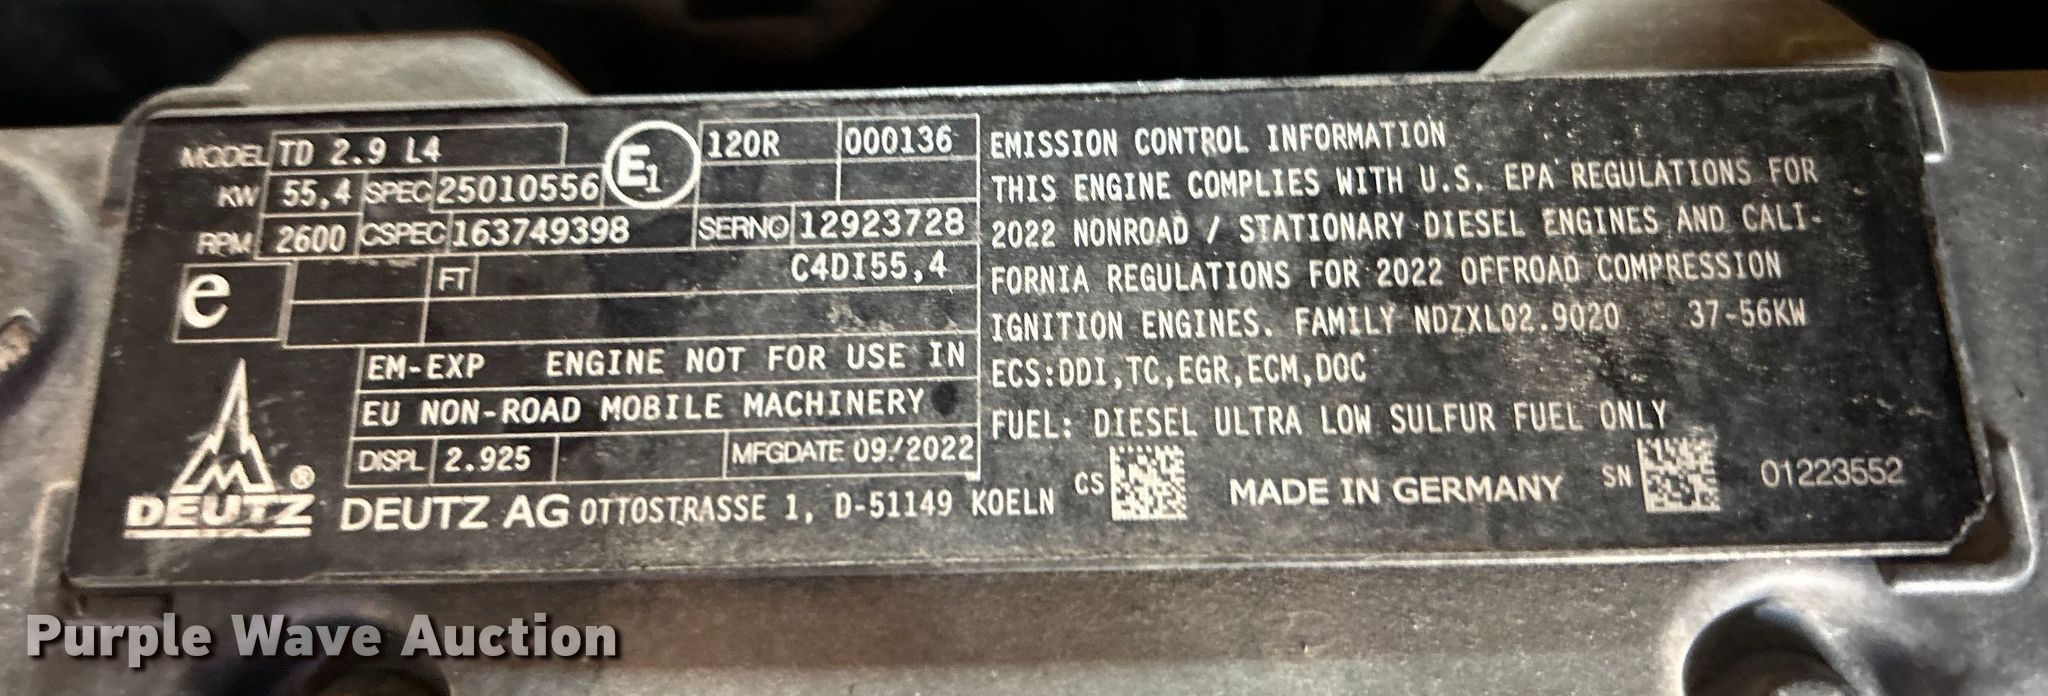 MODEL TD 2.9 L4 E1 120R 000136
KW 55,4 SPEC 25010556
RPM 2600 CSPEC 163749398 SERNO 12923728
e FT C4DI55,4
EM-EXP ENGINE NOT FOR USE IN
EU NON-ROAD MOBILE MACHINERY
DISPL 2.925 MFGDATE 09/2022
DEUTZ ® DEUTZ AG OTTOSTRASSE 1, D-51149 KOELN
EMISSION CONTROL INFORMATION
THIS ENGINE COMPLIES WITH U.S. EPA REGULATIONS FOR
2022 NONROAD / STATIONARY DIESEL ENGINES AND CALI-
FORNIA REGULATIONS FOR 2022 OFFROAD COMPRESSION
IGNITION ENGINES. FAMILY NDZXL02.9020 37-56KW
ECS:DDI,TC,EGR,ECM,DOC
FUEL: DIESEL ULTRA LOW SULFUR FUEL ONLY
CS MADE IN GERMANY SN 01223552
Purple Wave Auction